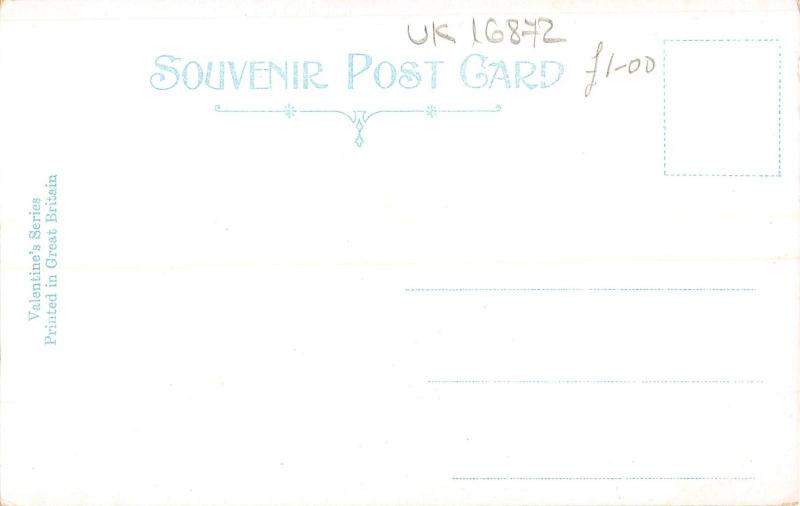 UK 16872
SOUVENIR POST CARD
£1-00
Valentine's Series
Printed in Great Britain